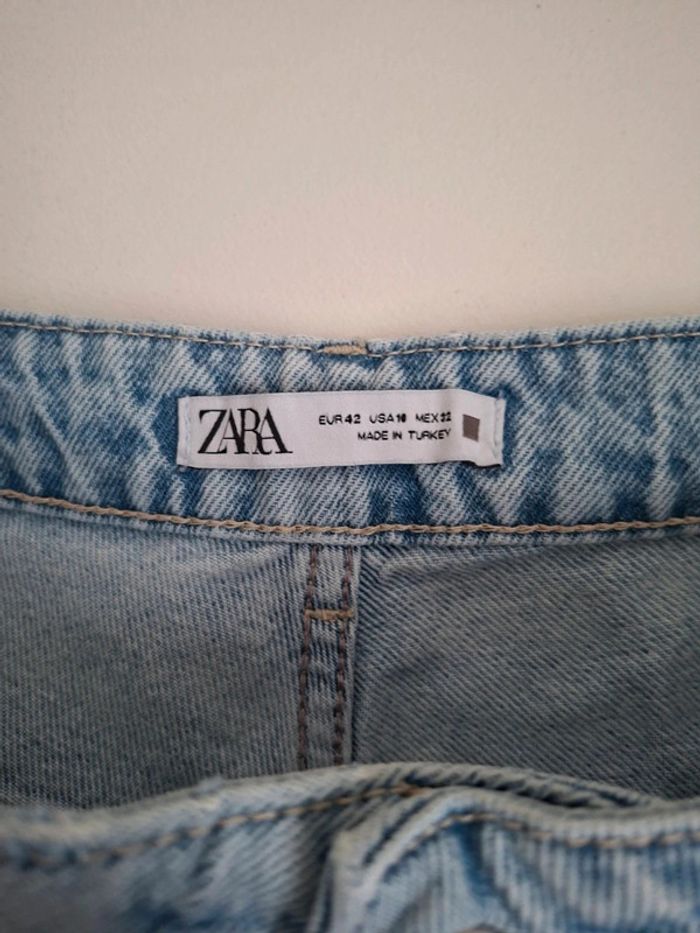 ZARA
EUR 42 USA 10 MEX 32
MADE IN TURKEY